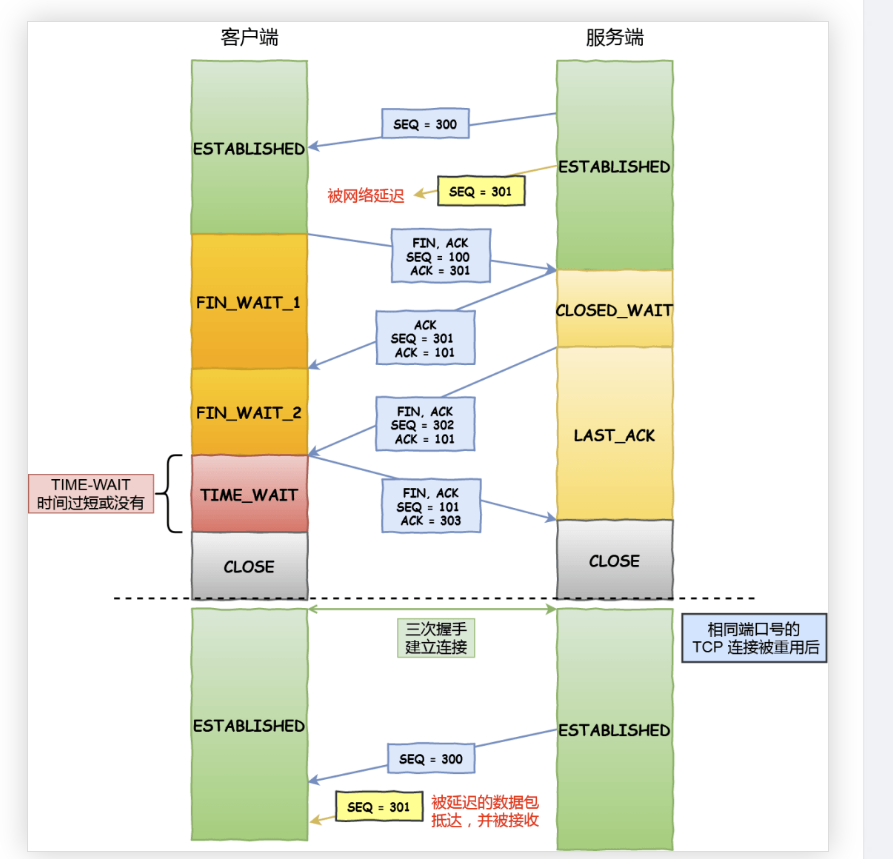 客户端
服务端
SEQ = 300
ESTABLISHED
ESTABLISHED
SEQ = 301
被网络延迟
FIN, ACK
SEQ = 100
ACK = 301
FIN_WAIT_1
CLOSED_WAIT
ACK
SEQ = 301
ACK = 101
FIN_WAIT_2
FIN, ACK
SEQ = 302
ACK = 101
LAST_ACK
TIME-WAIT
时间过短或没有
TIME_WAIT
FIN, ACK
SEQ = 101
ACK = 303
CLOSE
CLOSE
三次握手
建立连接
相同端口号的
TCP 连接被重用后
ESTABLISHED
ESTABLISHED
SEQ = 300
SEQ = 301
被延迟的数据包
抵达，并被接收